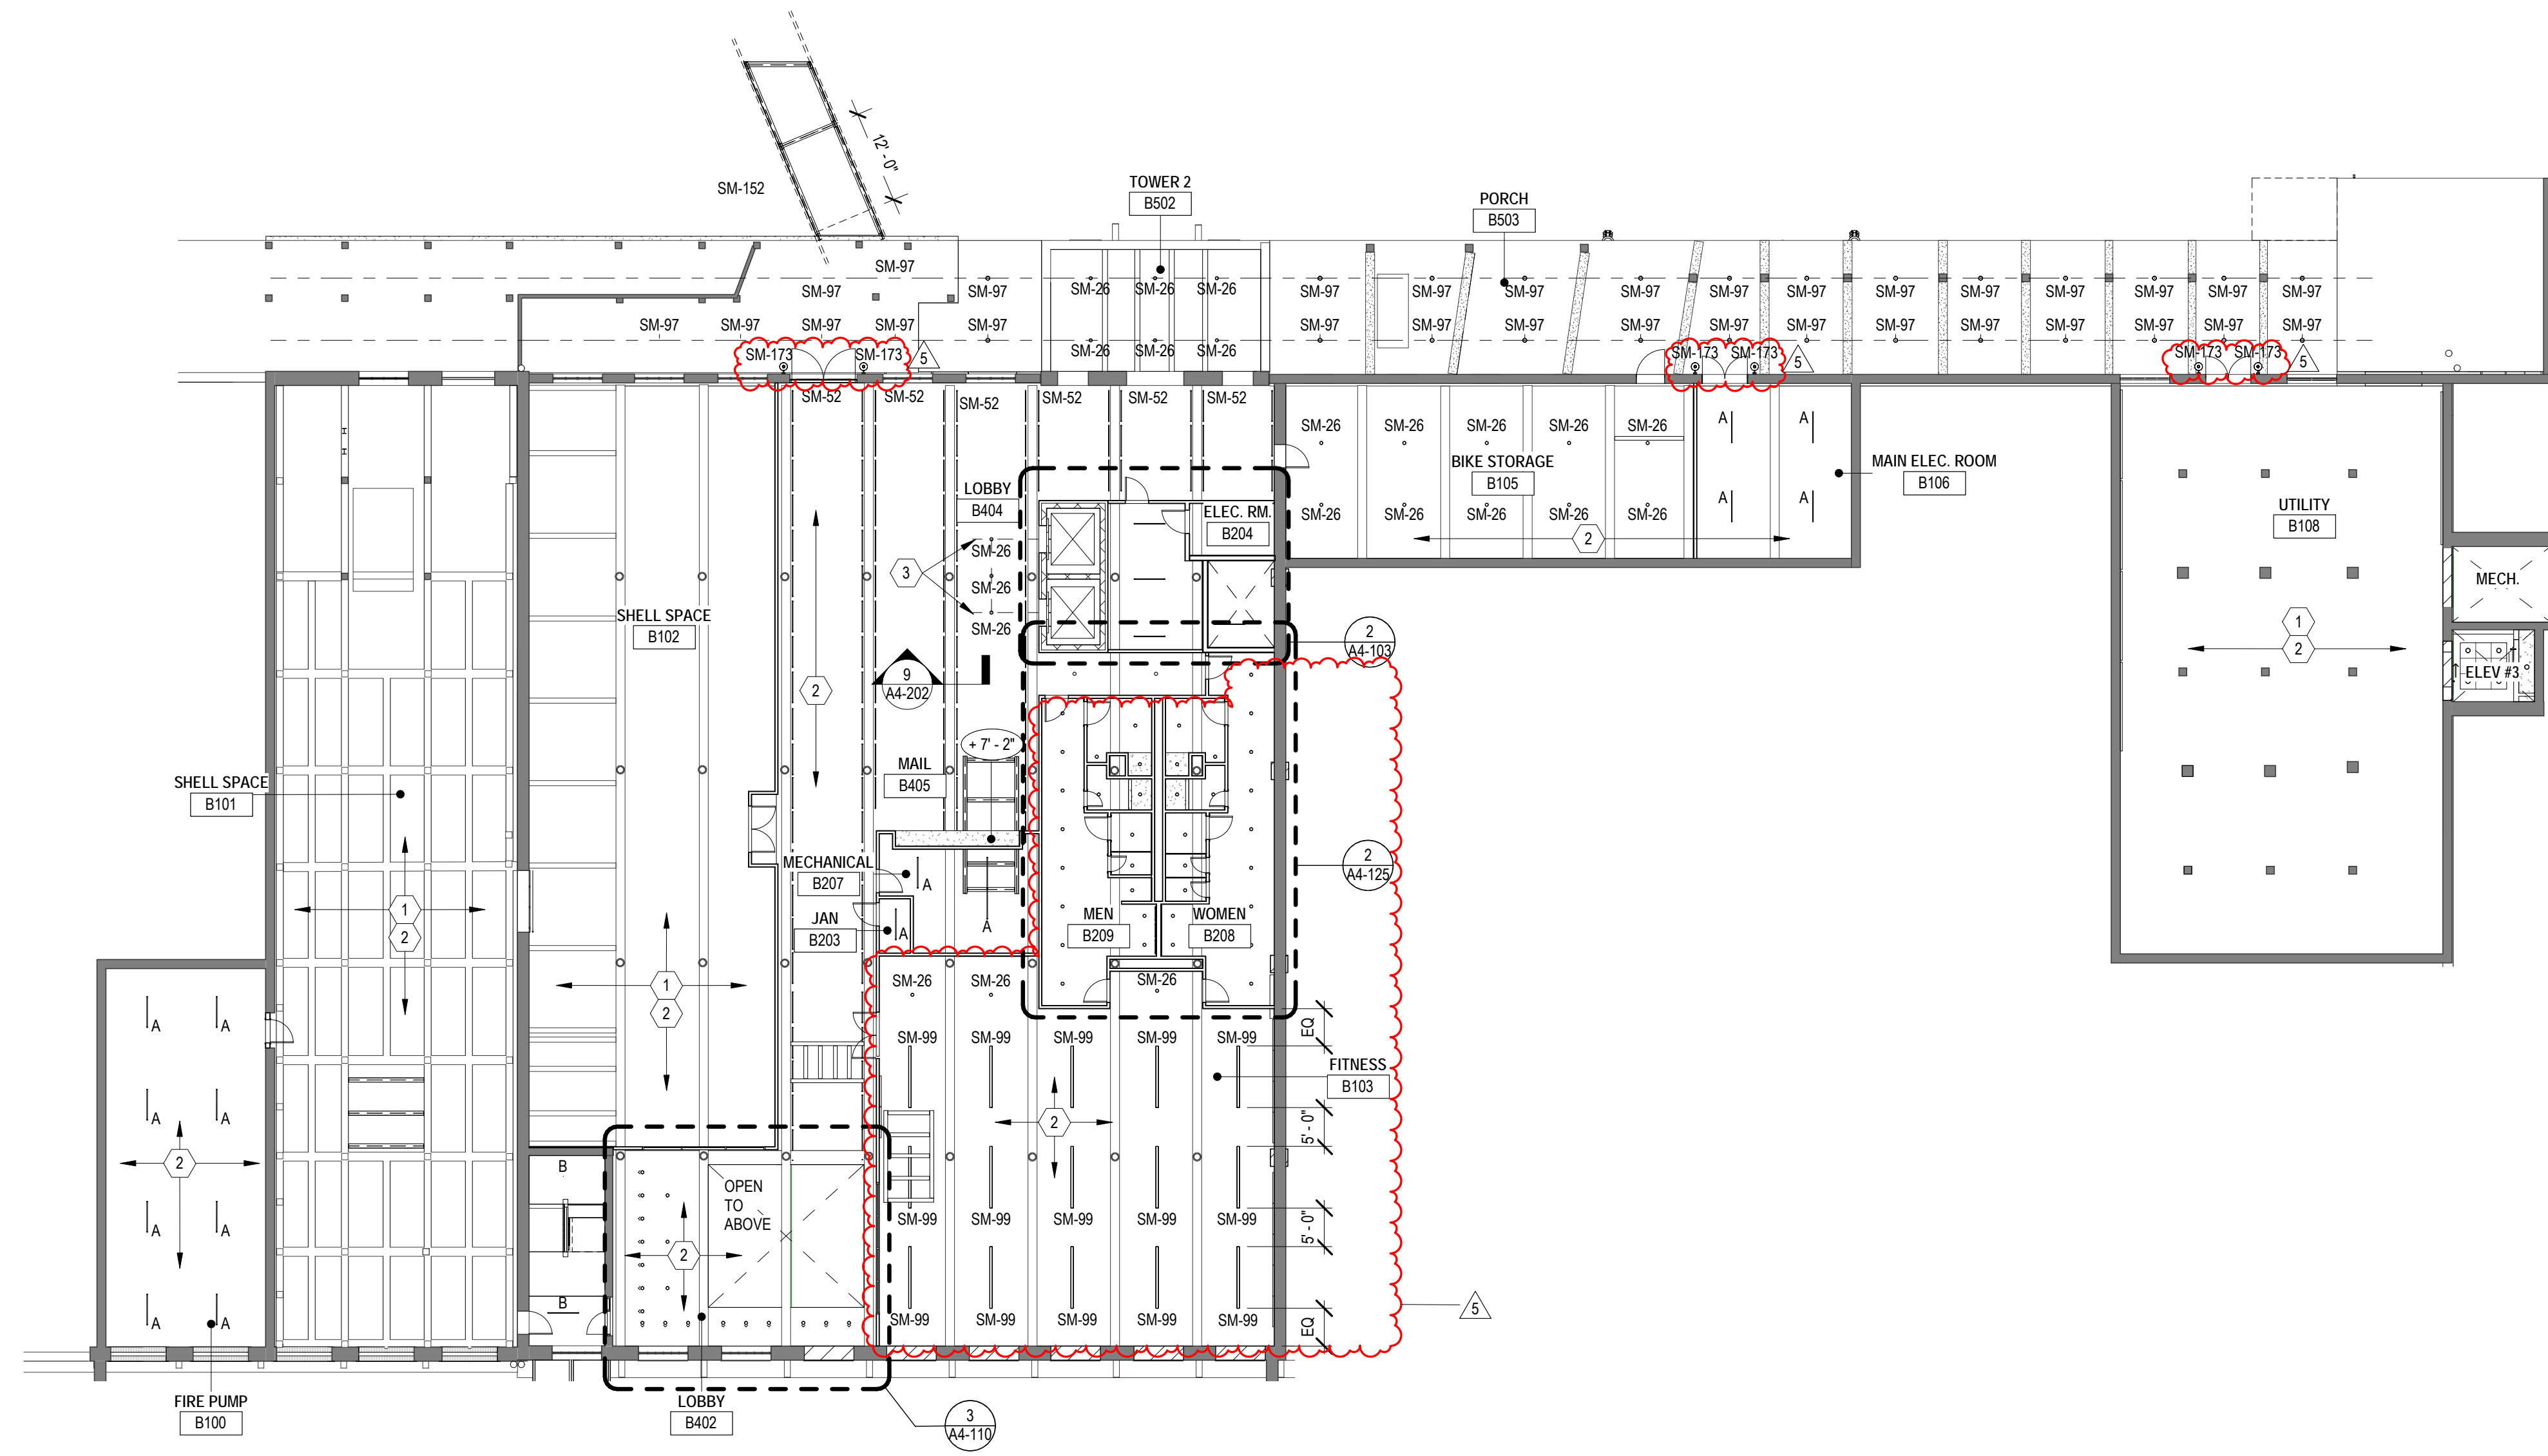 12' - 0"
SM-152
TOWER 2
B502
PORCH
B503
SM-97
SM-97 SM-97 SM-26 SM-26 SM-26 SM-97 SM-97 SM-97 SM-97 SM-97 SM-97 SM-97 SM-97 SM-97 SM-97 SM-97 SM-97
SM-97 SM-97 SM-97 SM-97 SM-97 SM-97 SM-97 SM-97 SM-97 SM-97 SM-97 SM-97 SM-97 SM-97 SM-97 SM-97 SM-97
SM-26 SM-26 SM-26
SM-173 SM-173 5 SM-173 SM-173 5 SM-173 SM-173 5
SM-52 SM-52 SM-52 SM-52 SM-52 SM-52
SM-26 SM-26 SM-26 SM-26 SM-26 A A
BIKE STORAGE
B105
MAIN ELEC. ROOM
B106
LOBBY
B404
A A
ELEC. RM.
B204
SM-26 SM-26 SM-26 SM-26 SM-26
UTILITY
B108
2
SM-26
3
SM-26
SM-26
MECH.
SHELL SPACE
B102
1
2
2
A4-103
ELEV #3
9
A4-202
2
+ 7' - 2"
MAIL
B405
SHELL SPACE
B101
MECHANICAL
B207
A
2
A4-125
JAN
B203
A
A
MEN
B209
WOMEN
B208
1
2
SM-26 SM-26 SM-26
1
2
A A
EQ
SM-99 SM-99 SM-99 SM-99 SM-99
FITNESS
B103
A A
2
5' - 0"
2
B
OPEN
TO
ABOVE
A A
SM-99 SM-99 SM-99 SM-99 SM-99
5' - 0"
2
B
A A
SM-99 SM-99 SM-99 SM-99 SM-99
EQ
5
FIRE PUMP
B100
LOBBY
B402
3
A4-110